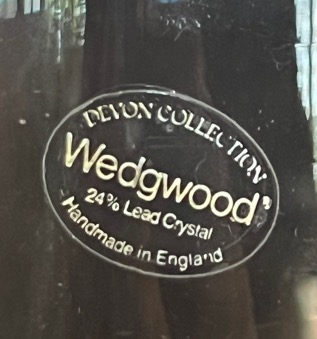 DEVON COLLECTION
Wedgwood®
24% Lead Crystal
Handmade in England